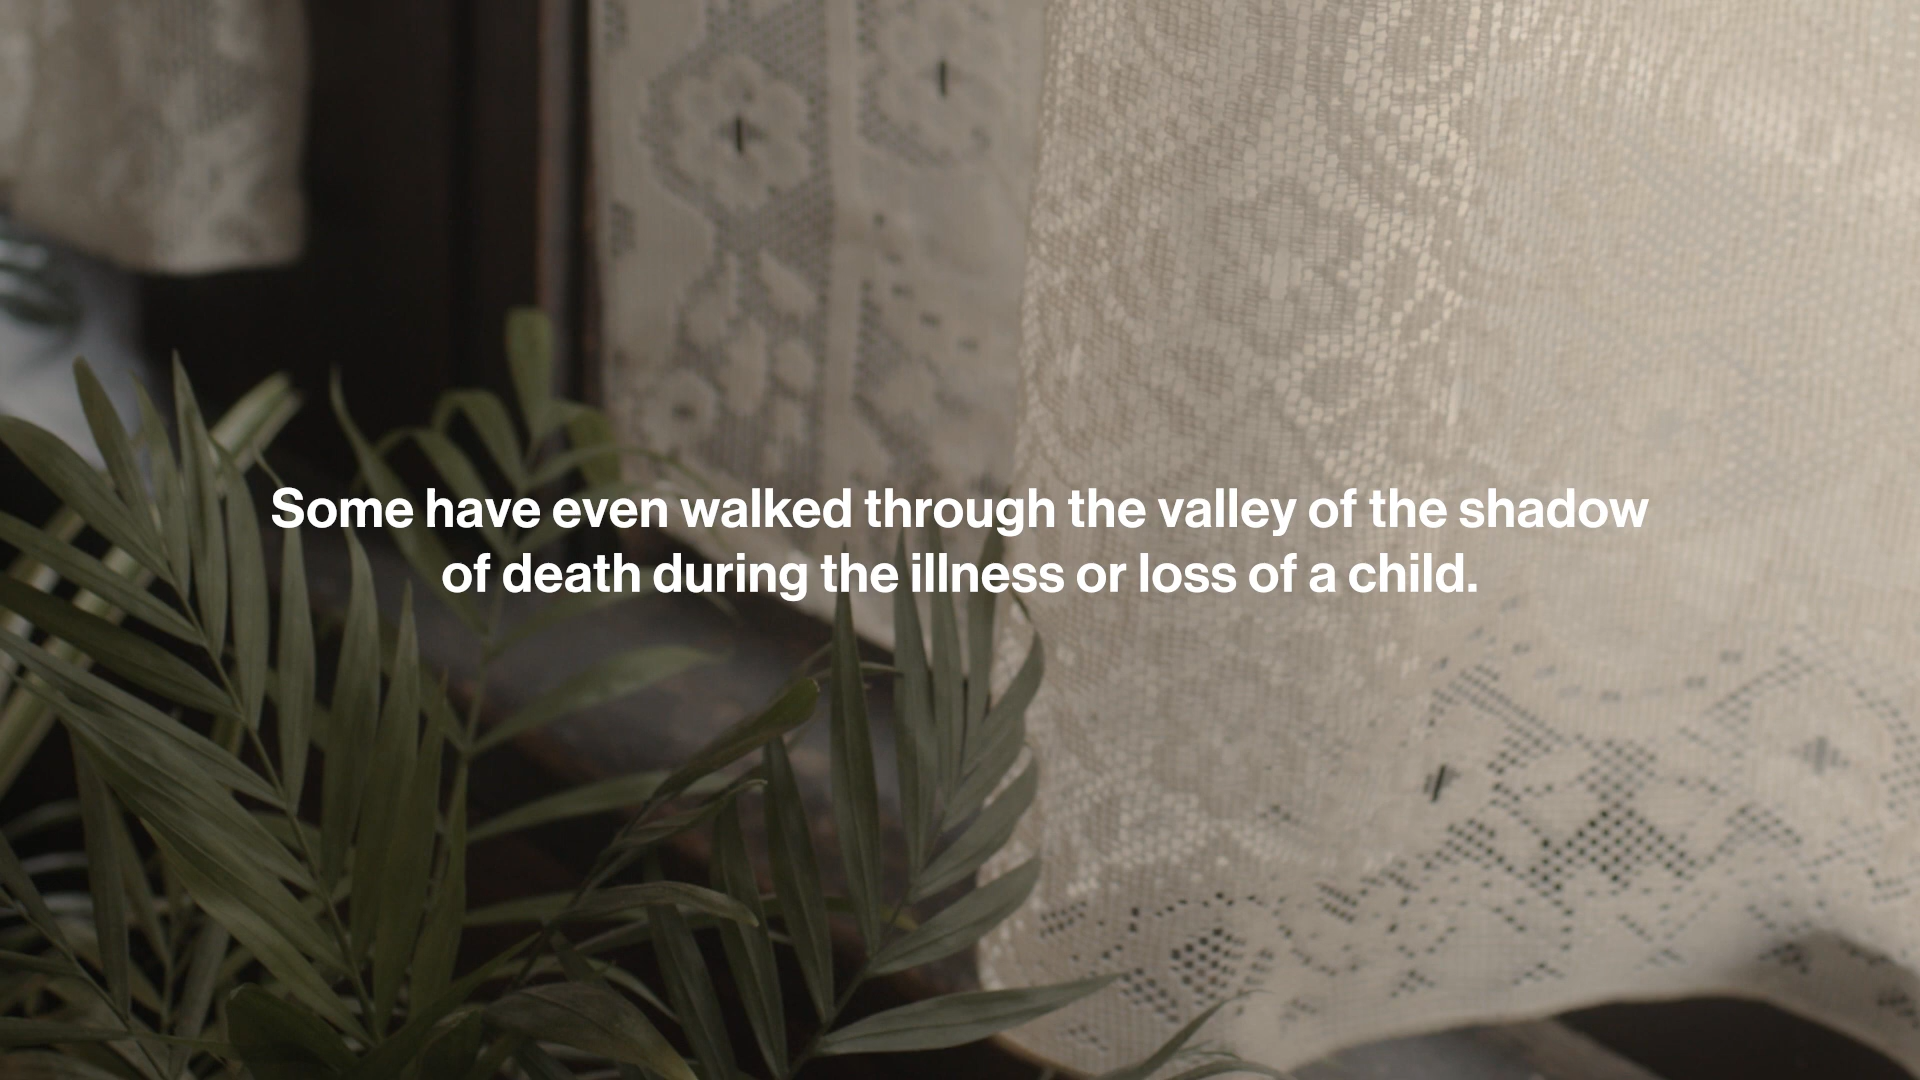 Some have even walked through the valley of the shadow
of death during the illness or loss of a child.